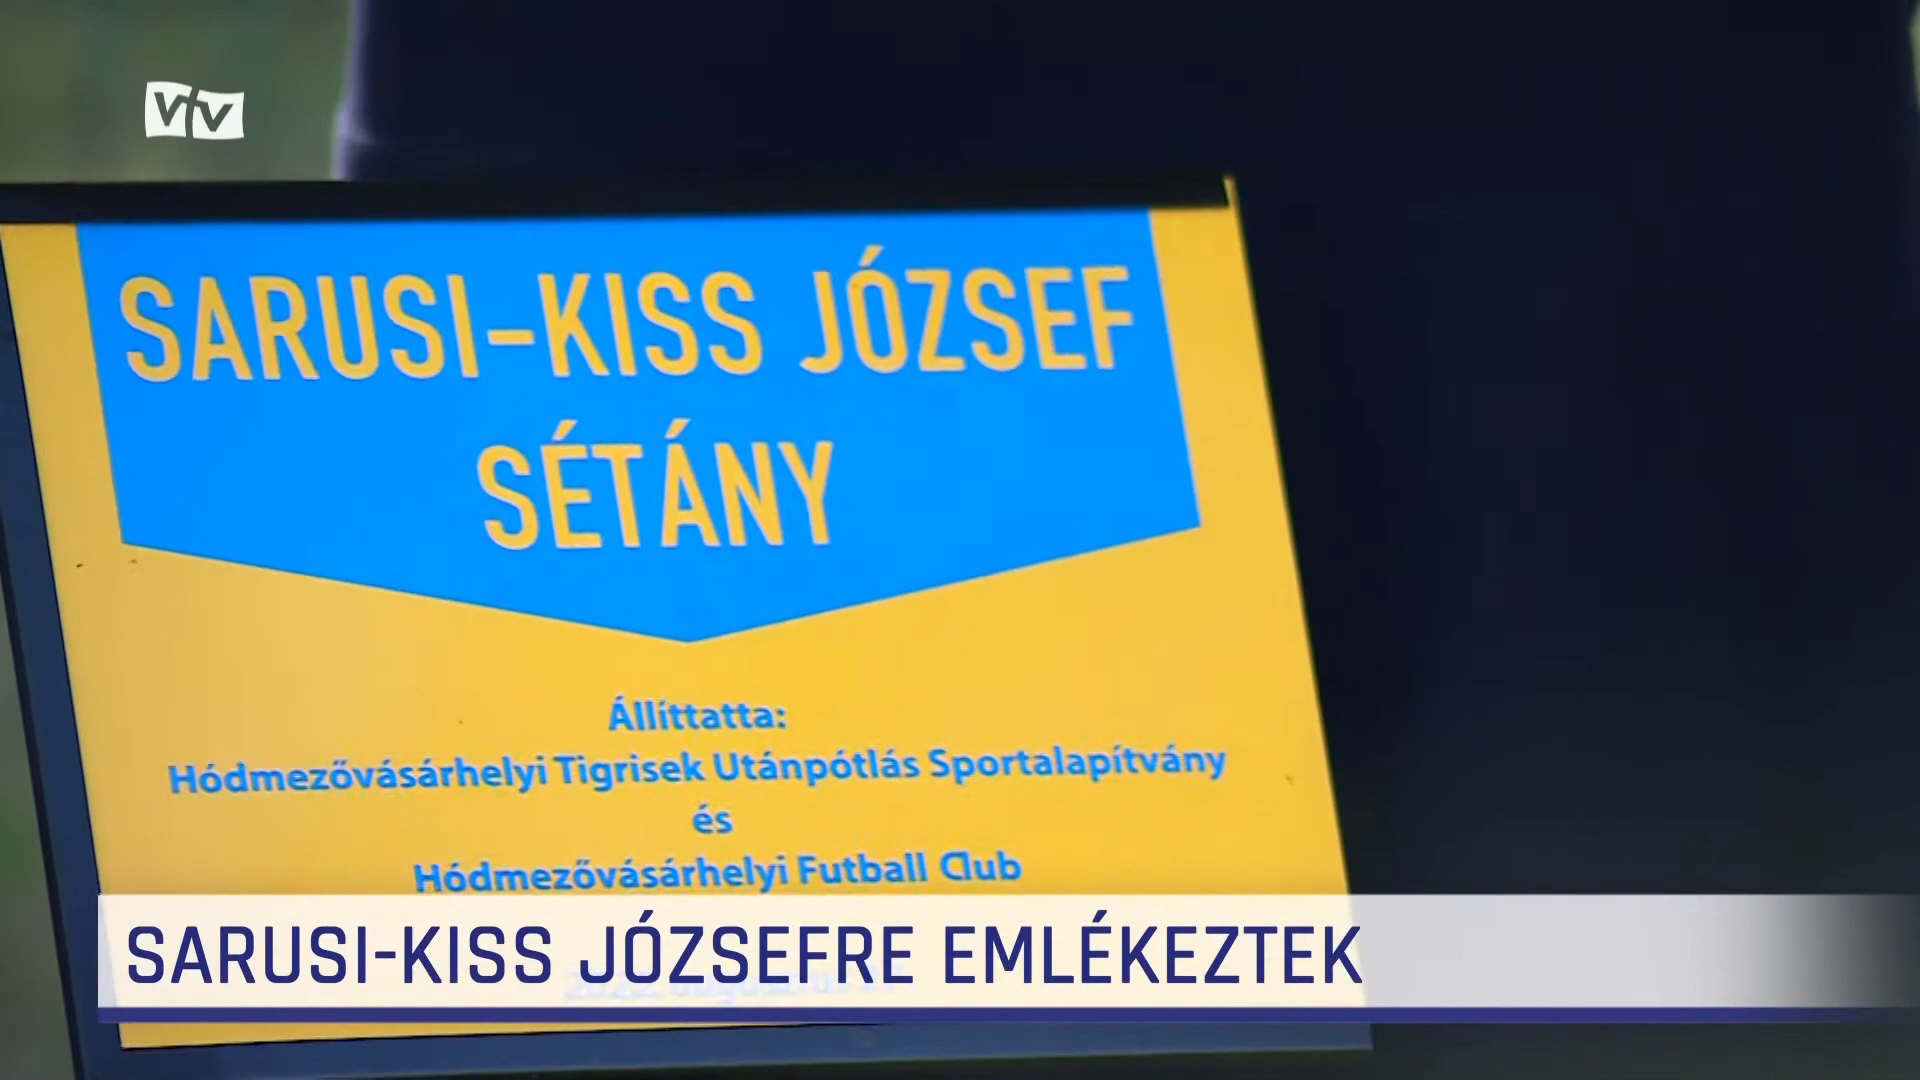 VTV
SARUSI-KISS JÓZSEF
SÉTÁNY
Állíttatta:
Hódmezővásárhelyi Tigrisek Utánpótlás Sportalapítvány
és
Hódmezővásárhelyi Futball Club
SARUSI-KISS JÓZSEFRE EMLÉKEZTEK